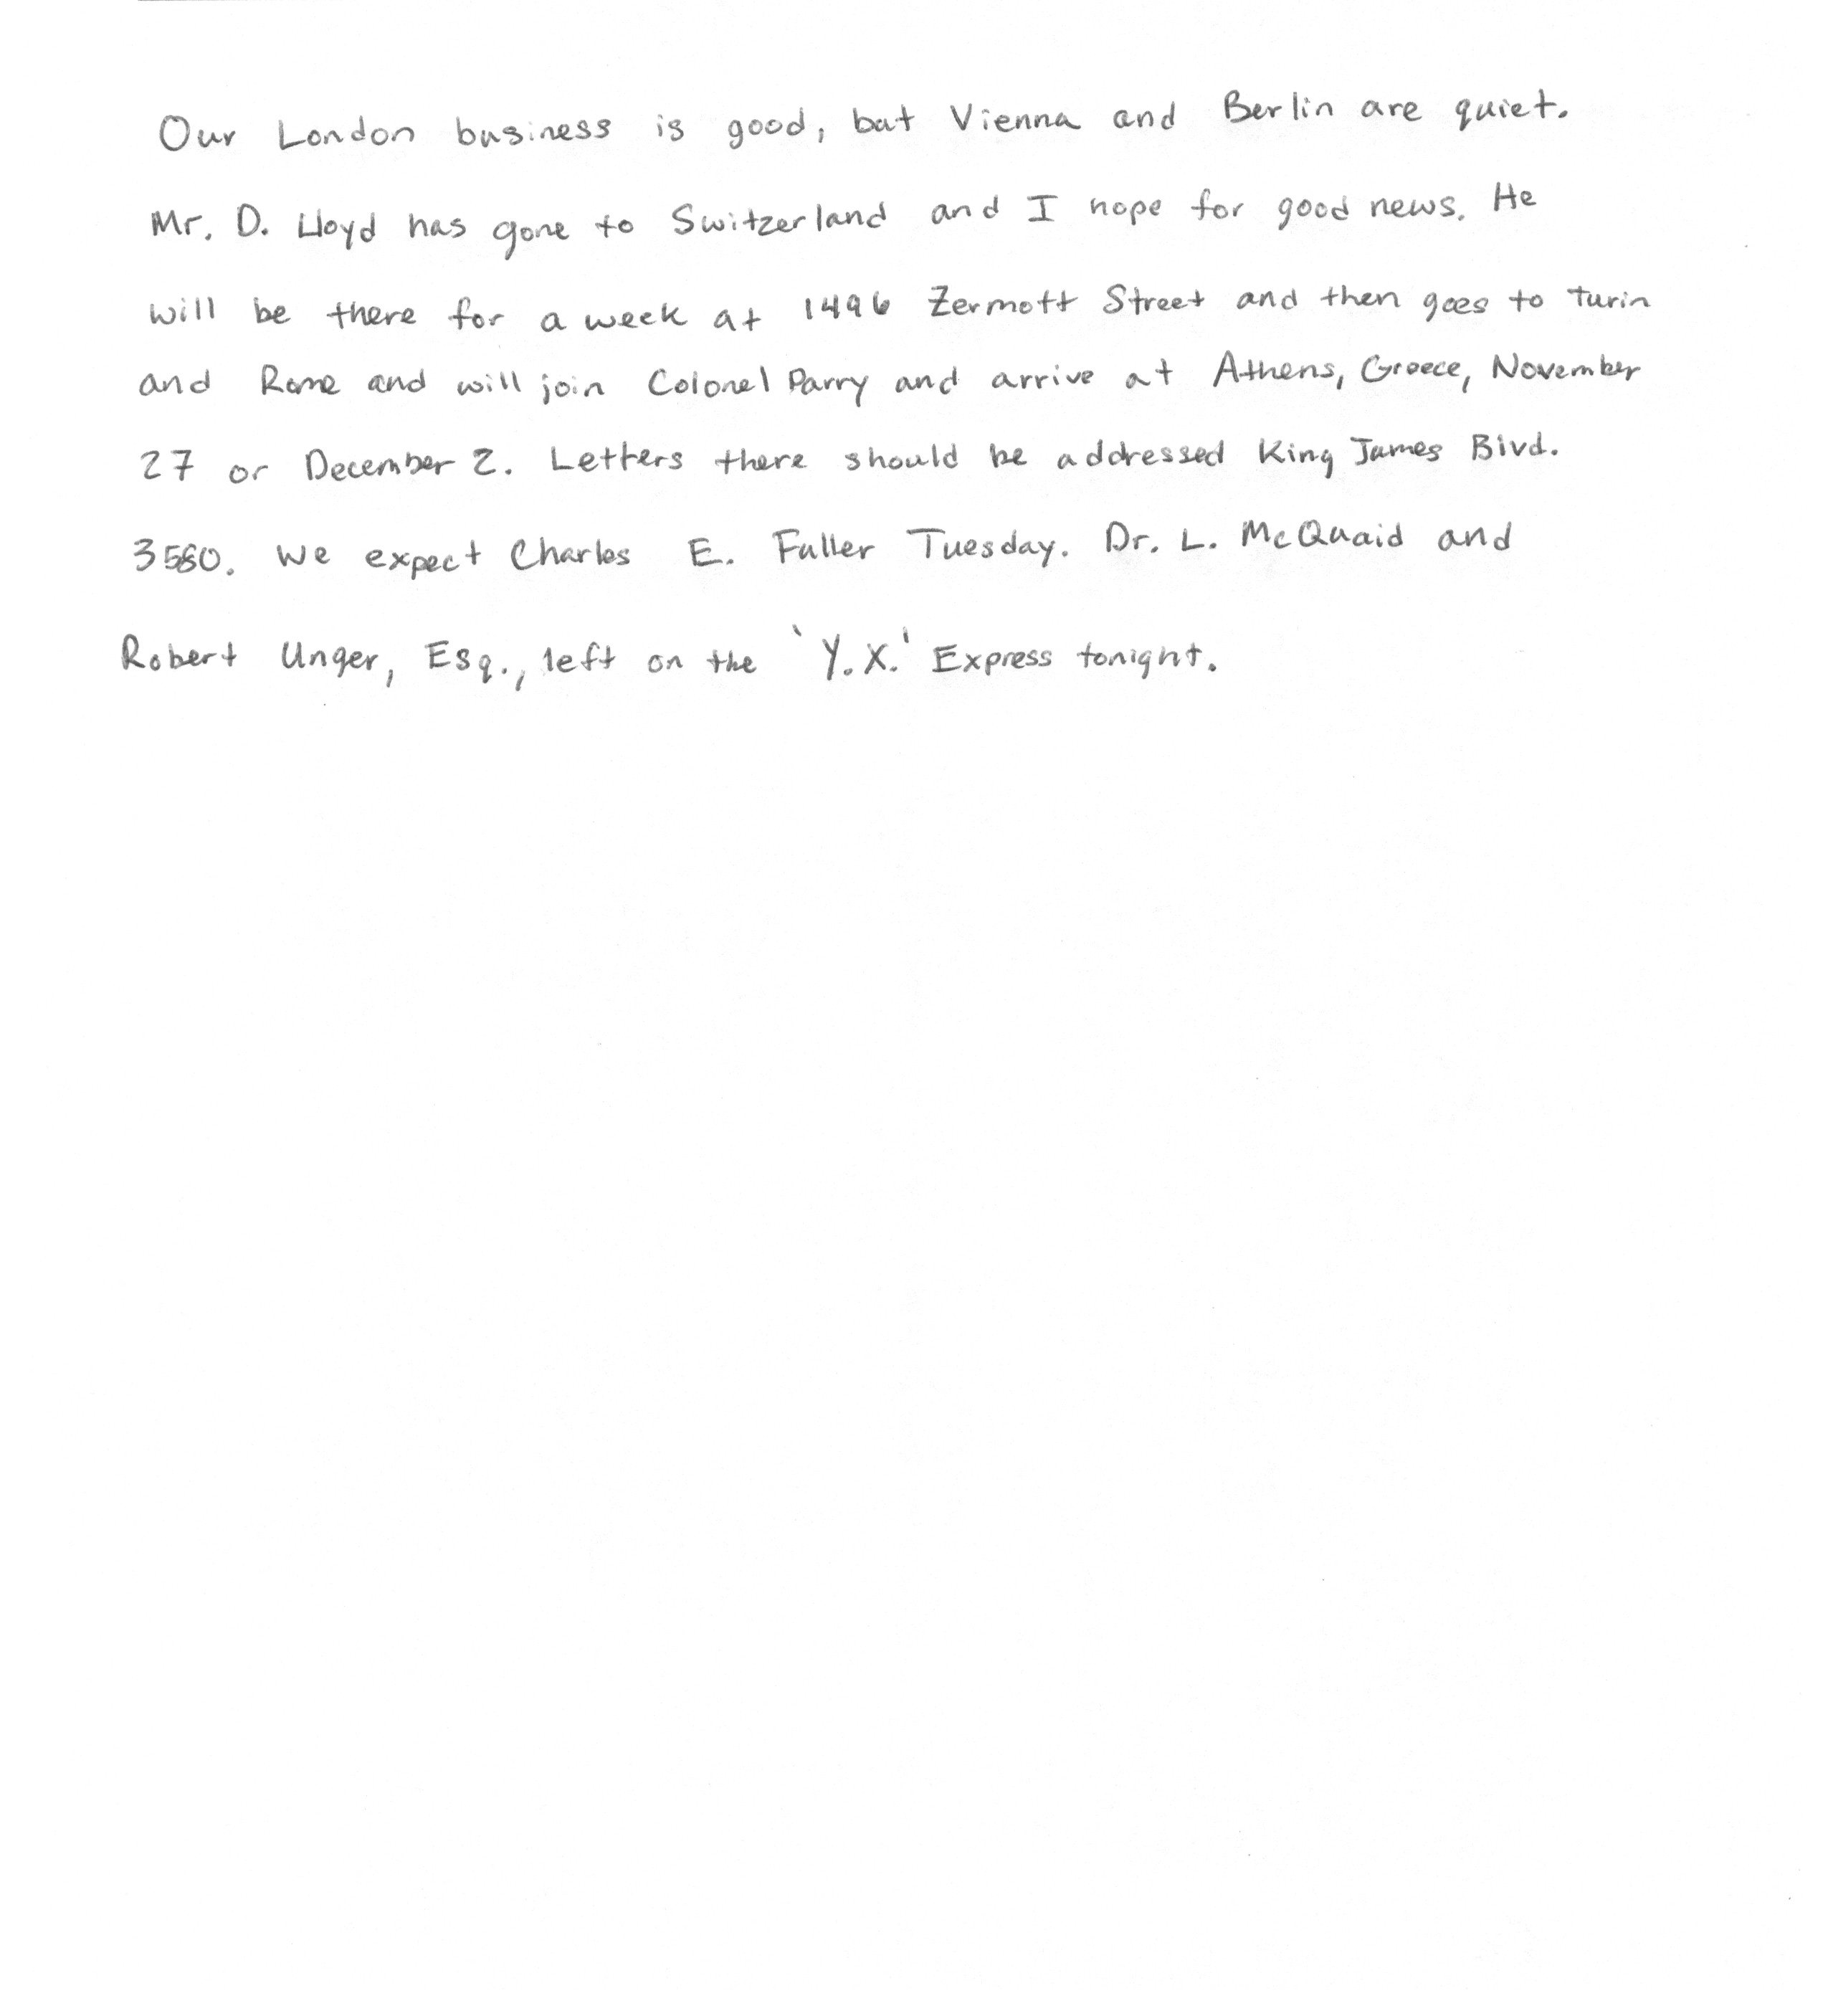 Our London business is good, but Vienna and Berlin are quiet.
Mr. D. Lloyd has gone to Switzerland and I hope for good news. He
will be there for a week at 1496 Zermott Street and then goes to Turin
and Rome and will join Colonel Parry and arrive at Athens, Greece, November
27 or December 2. Letters there should be addressed King James Blvd.
3580. We expect Charles E. Fuller Tuesday. Dr. L. McQuaid and
Robert Unger, Esq., left on the 'Y.X.' Express tonight.